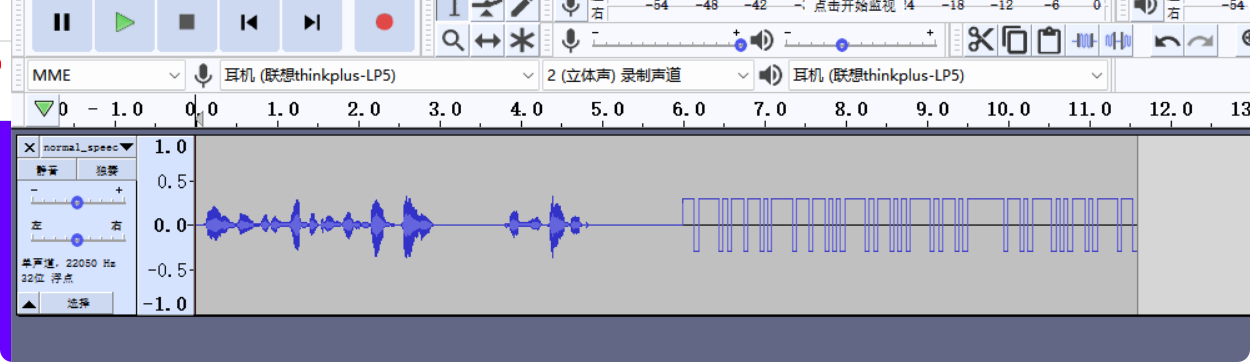 右 -54 -48 -42 点击开始监视 -18 -12 -6 0 右 -54
- + - +
MME 耳机 (联想thinkplus-LP5) 2 (立体声) 录制声道 耳机 (联想thinkplus-LP5)
- 1.0 0.0 1.0 2.0 3.0 4.0 5.0 6.0 7.0 8.0 9.0 10.0 11.0 12.0
normal_speec
静音 独奏
- +
左 右
单声道, 22050 Hz
32位 浮点
选择
1.0
0.5
0.0
-0.5
-1.0